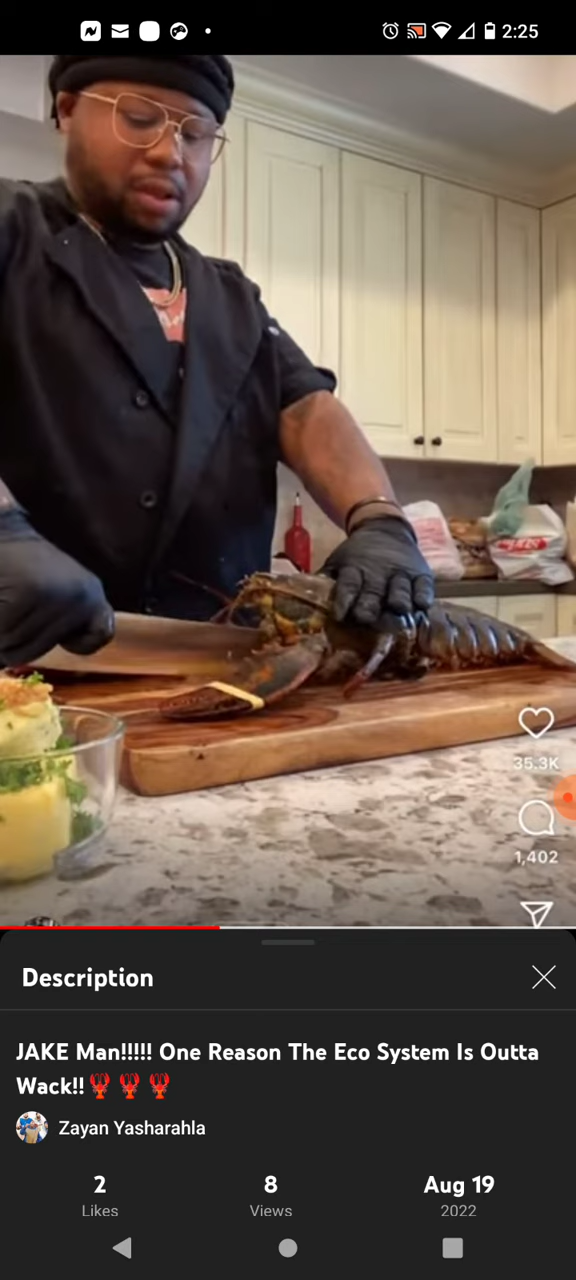 2:25
35.3K
1,402
Description
JAKE Man!!!!! One Reason The Eco System Is Outta
Wack!!🦞🦞🦞
Zayan Yasharahla
2 8 Aug 19
Likes Views 2022